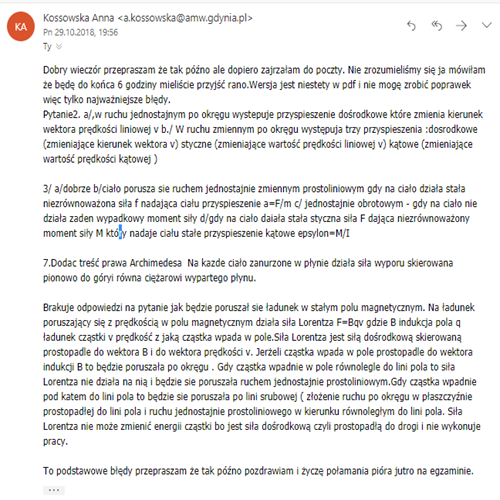 KA
Kossowska Anna <a.kossowska@amw.gdynia.pl>
Pn 29.10.2018, 19:56
Ty
Dobry wieczór przepraszam że tak późno ale dopiero zajrzałam do poczty. Nie zrozumieliśmy się ja mówiłam
że będę do końca 6 godziny mieliście przyjść rano.Wersja jest niestety w pdf i nie mogę zrobić poprawek
więc tylko najważniejsze błędy.
Pytanie2. a/,w ruchu jednostajnym po okręgu wystepuje przyspieszenie dośrodkowe które zmienia kierunek
wektora prędkości liniowej v b./ W ruchu zmiennym po okręgu występuja trzy przyspieszenia :dosrodkowe
(zmieniające kierunek wektora v) styczne (zmieniające wartość prędkości liniowej v) kątowe (zmieniające
wartość prędkości kątowej )
3/ a/dobrze b/ciało porusza sie ruchem jednostajnie zmiennym prostoliniowym gdy na ciało działa stała
niezrównoważona siła f nadająca ciału przyspieszenie a=F/m c/ jednostajnie obrotowym - gdy na ciało nie
działa zaden wypadkowy moment siły d/gdy na ciało daiała stała styczna siła F dająca niezrównoważony
moment siły M który nadaje ciału stałe przyspieszenie kątowe epsylon=M/I
7.Dodac treść prawa Archimedesa Na kazde ciało zanurzone w płynie działa siła wyporu skierowana
pionowo do góryi równa ciężarowi wypartego płynu.
Brakuje odpowiedzi na pytanie jak będzie poruszał sie ładunek w stałym polu magnetycznym. Na ładunek
poruszający się z prędkością w polu magnetycznym działa siła Lorentza F=Bqv gdzie B indukcja pola q
ładunek cząstki v prędkość z jaką cząstka wpada w pole.Siła Lorentza jest siłą dośrodkową skierowaną
prostopadle do wektora B i do wektora prędkości v. Jerżeli cząstka wpada w pole prostopadle do wektora
indukcji B to będzie poruszała po okręgu . Gdy cząstka wpadnie w pole równolegle do lini pola to siła
Lorentza nie działa na nią i będzie sie poruszała ruchem jednostajnie prostoliniowym.Gdy cząstka wpadnie
pod katem do lini pola to będzie sie poruszała po lini srubowej ( złożenie ruchu po okręgu w płaszczyźnie
prostopadłej do lini pola i ruchu jednostajnie prostoliniowego w kierunku równoległym do lini pola. Siła
Lorentza nie może zmienić energii cząstki bo jest siła dośrodkową czyli prostopadłą do drogi i nie wykonuje
pracy.
To podstawowe błędy przepraszam że tak późno pozdrawiam i życzę połamania pióra jutro na egzaminie.
...